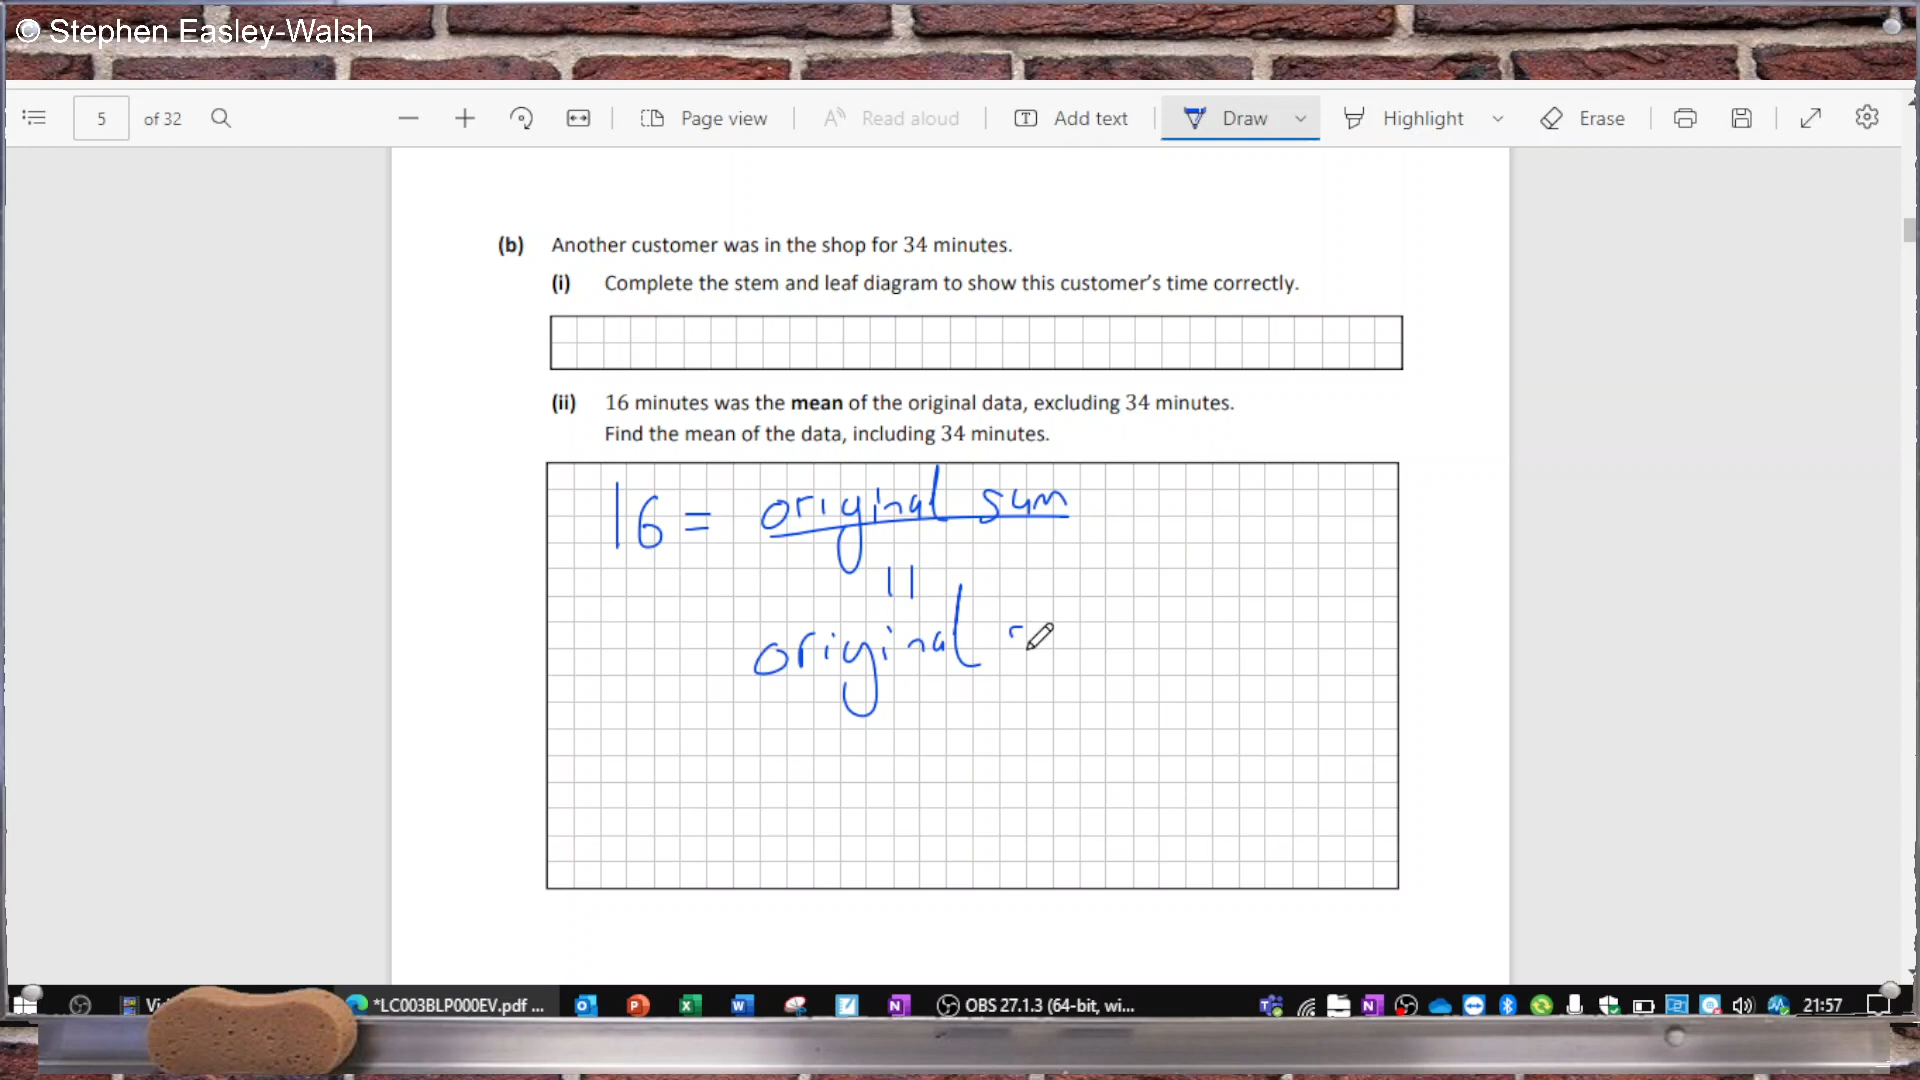 © Stephen Easley-Walsh
5 of 32 Page view Read aloud Add text Draw Highlight Erase
(b) Another customer was in the shop for 34 minutes.
(i) Complete the stem and leaf diagram to show this customer's time correctly.
(ii) 16 minutes was the mean of the original data, excluding 34 minutes.
Find the mean of the data, including 34 minutes.
16 = original sum
11
original
*LC003BLP000EV.pdf ... OBS 27.1.3 (64-bit, wi... 21:57